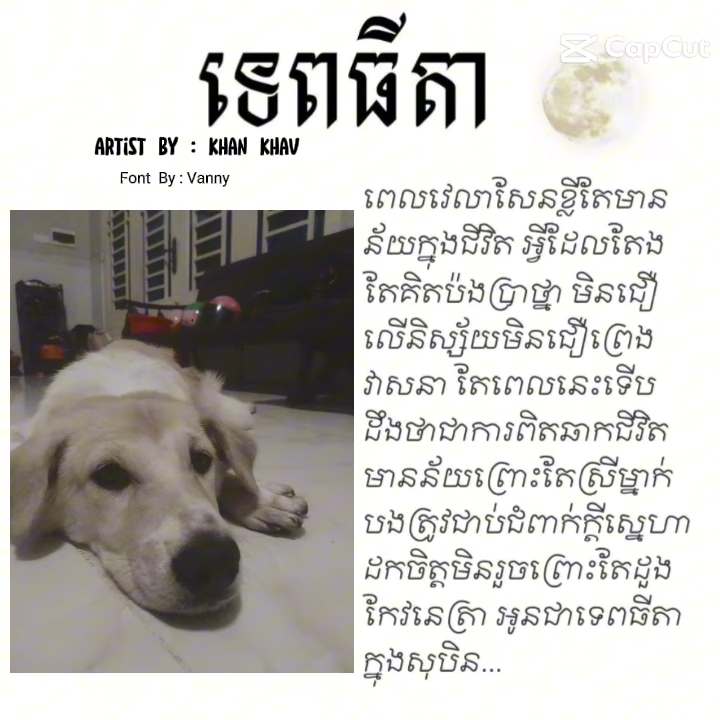 CapCut
ទេពធីតា
ARTIST BY : KHAN KHAV
Font By : Vanny
ពេលវេលាសែនខ្លីតែមាន
ន័យក្នុងជីវិត អ្វីដែលតែង
តែគិតប៉ងប្រាថ្នា មិនជឿ
លើនិស្ស័យមិនជឿព្រេង
វាសនា តែពេលនេះទើប
ដឹងថាជាការពិតឆាកជីវិត
មានន័យព្រោះតែស្រីម្នាក់
បងត្រូវជាប់ជំពាក់ក្ដីស្នេហា
ដកចិត្តមិនរួចព្រោះតែដួង
កែវនេត្រា អូនជាទេពធីតា
ក្នុងសុបិន...